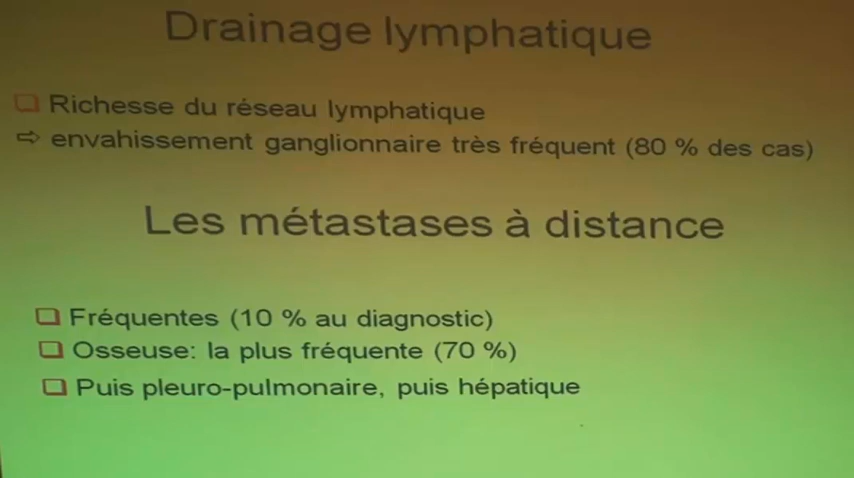 Drainage lymphatique
❑ Richesse du réseau lymphatique
⇨ envahissement ganglionnaire très fréquent (80 % des cas)
Les métastases à distance
❑ Fréquentes (10 % au diagnostic)
❑ Osseuse: la plus fréquente (70 %)
❑ Puis pleuro-pulmonaire, puis hépatique